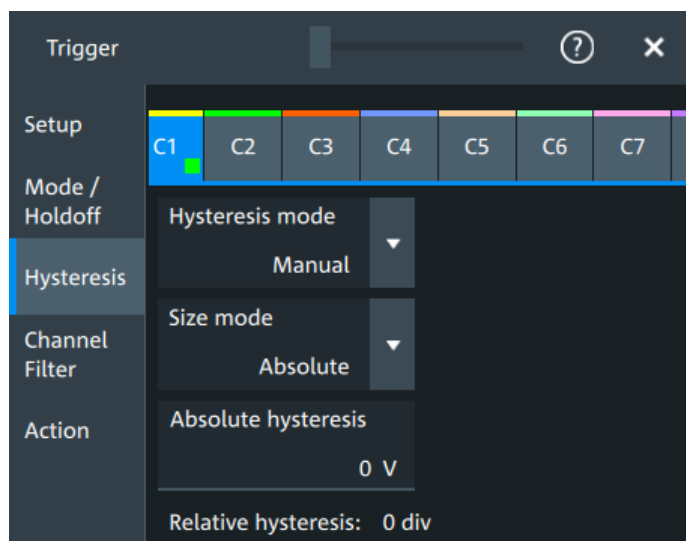 Trigger
?
Setup
Mode /
Holdoff
Hysteresis
Channel
Filter
Action
C1 C2 C3 C4 C5 C6 C7
Hysteresis mode
Manual
Size mode
Absolute
Absolute hysteresis
0 V
Relative hysteresis: 0 div